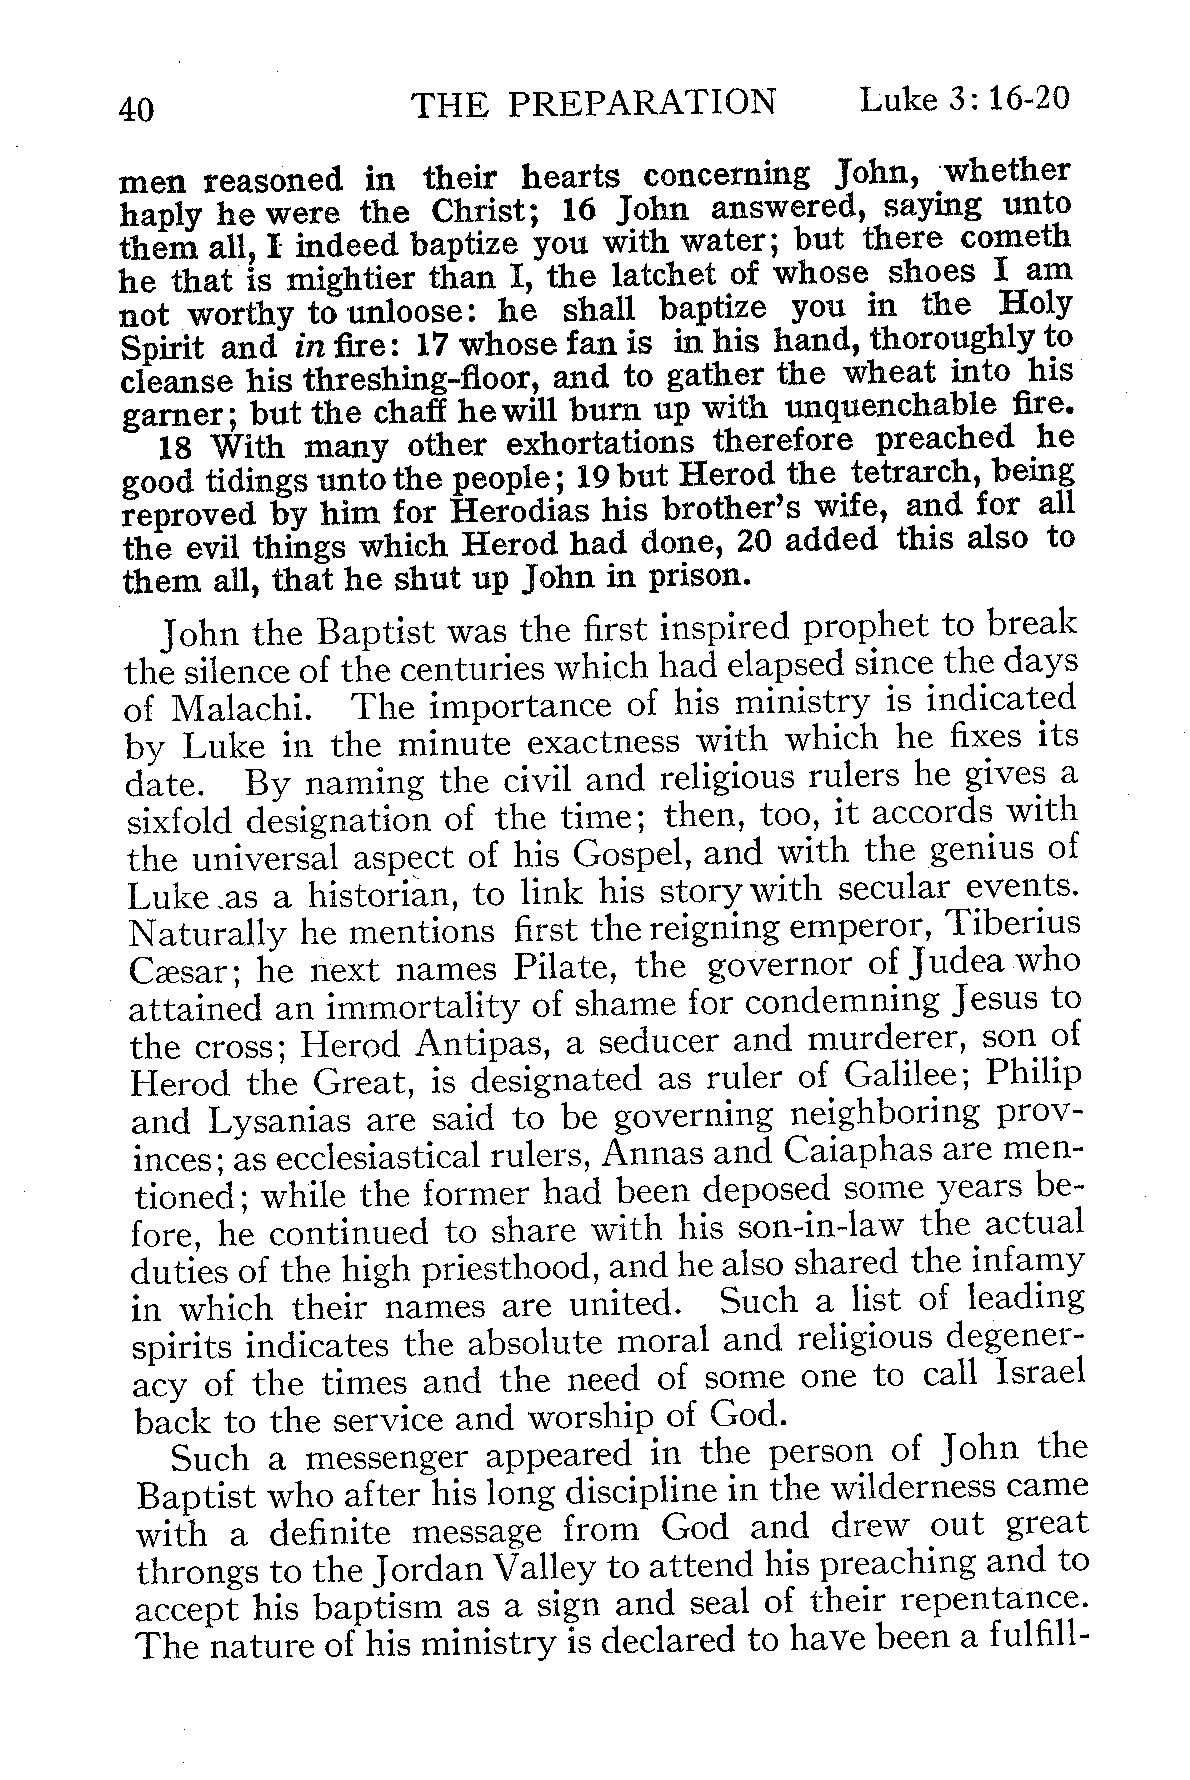 40 THE PREPARATION Luke 3: 16-20
men reasoned in their hearts concerning John, whether
haply he were the Christ; 16 John answered, saying unto
them all, I indeed baptize you with water; but there cometh
he that is mightier than I, the latchet of whose shoes I am
not worthy to unloose: he shall baptize you in the Holy
Spirit and in fire: 17 whose fan is in his hand, thoroughly to
cleanse his threshing-floor, and to gather the wheat into his
garner; but the chaff he will burn up with unquenchable fire.
18 With many other exhortations therefore preached he
good tidings unto the people; 19 but Herod the tetrarch, being
reproved by him for Herodias his brother's wife, and for all
the evil things which Herod had done, 20 added this also to
them all, that he shut up John in prison.
John the Baptist was the first inspired prophet to break
the silence of the centuries which had elapsed since the days
of Malachi. The importance of his ministry is indicated
by Luke in the minute exactness with which he fixes its
date. By naming the civil and religious rulers he gives a
sixfold designation of the time; then, too, it accords with
the universal aspect of his Gospel, and with the genius of
Luke as a historian, to link his story with secular events.
Naturally he mentions first the reigning emperor, Tiberius
Cæsar; he next names Pilate, the governor of Judea who
attained an immortality of shame for condemning Jesus to
the cross; Herod Antipas, a seducer and murderer, son of
Herod the Great, is designated as ruler of Galilee; Philip
and Lysanias are said to be governing neighboring prov-
inces; as ecclesiastical rulers, Annas and Caiaphas are men-
tioned; while the former had been deposed some years be-
fore, he continued to share with his son-in-law the actual
duties of the high priesthood, and he also shared the infamy
in which their names are united. Such a list of leading
spirits indicates the absolute moral and religious degener-
acy of the times and the need of some one to call Israel
back to the service and worship of God.
Such a messenger appeared in the person of John the
Baptist who after his long discipline in the wilderness came
with a definite message from God and drew out great
throngs to the Jordan Valley to attend his preaching and to
accept his baptism as a sign and seal of their repentance.
The nature of his ministry is declared to have been a fulfill-